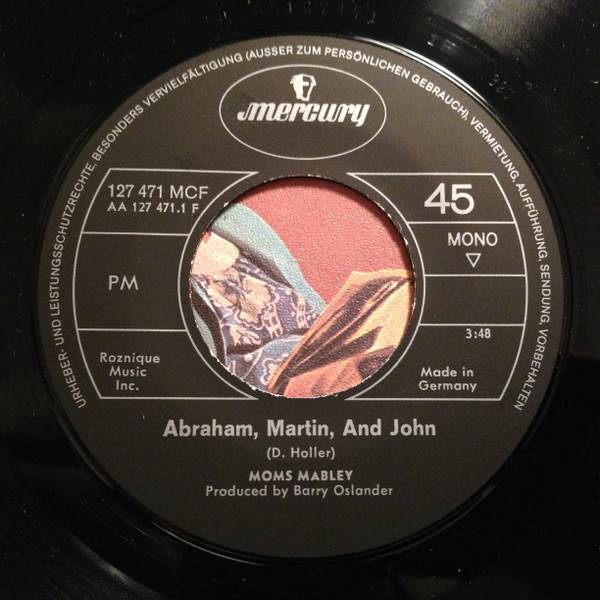 URHEBER- UND LEISTUNGSSCHUTZRECHTE, BESONDERS VERVIELFÄLTIGUNG (AUSSER ZUM PERSÖNLICHEN GEBRAUCH), VERMIETUNG, AUFFÜHRUNG, SENDUNG, VORBEHALTEN
mercury
127 471 MCF
AA 127 471.1 F
45
MONO
PM
3:48
Roznique
Music
Inc.
Made in
Germany
Abraham, Martin, And John
(D. Holler)
MOMS MABLEY
Produced by Barry Oslander